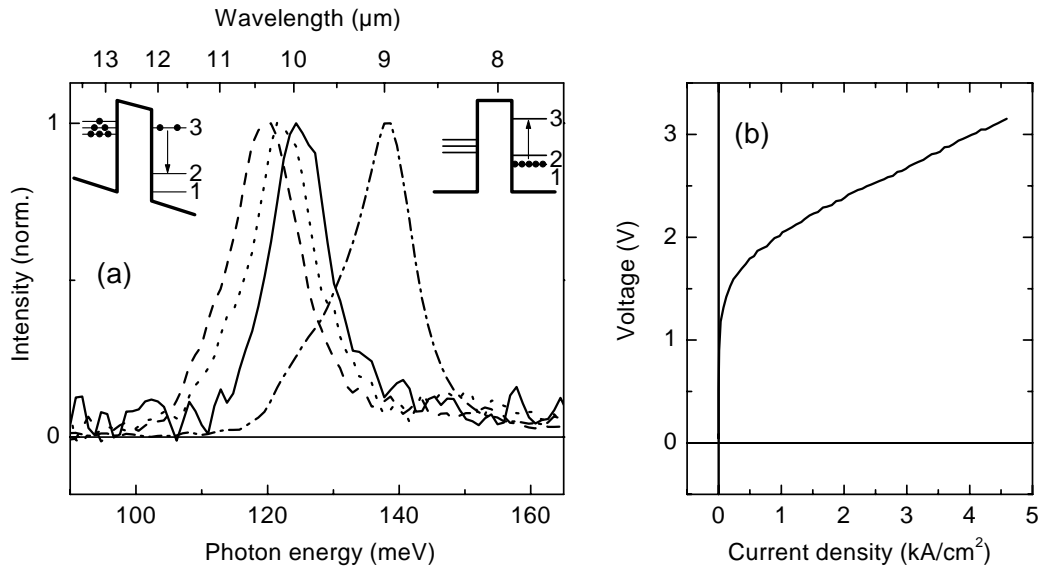 Wavelength (µm)
13 12 11 10 9 8
1
0
Intensity (norm.)
3
2
1
(a)
3
2
1
100 120 140 160
Photon energy (meV)
(b)
3
2
1
0
Voltage (V)
0 1 2 3 4 5
Current density (kA/cm²)